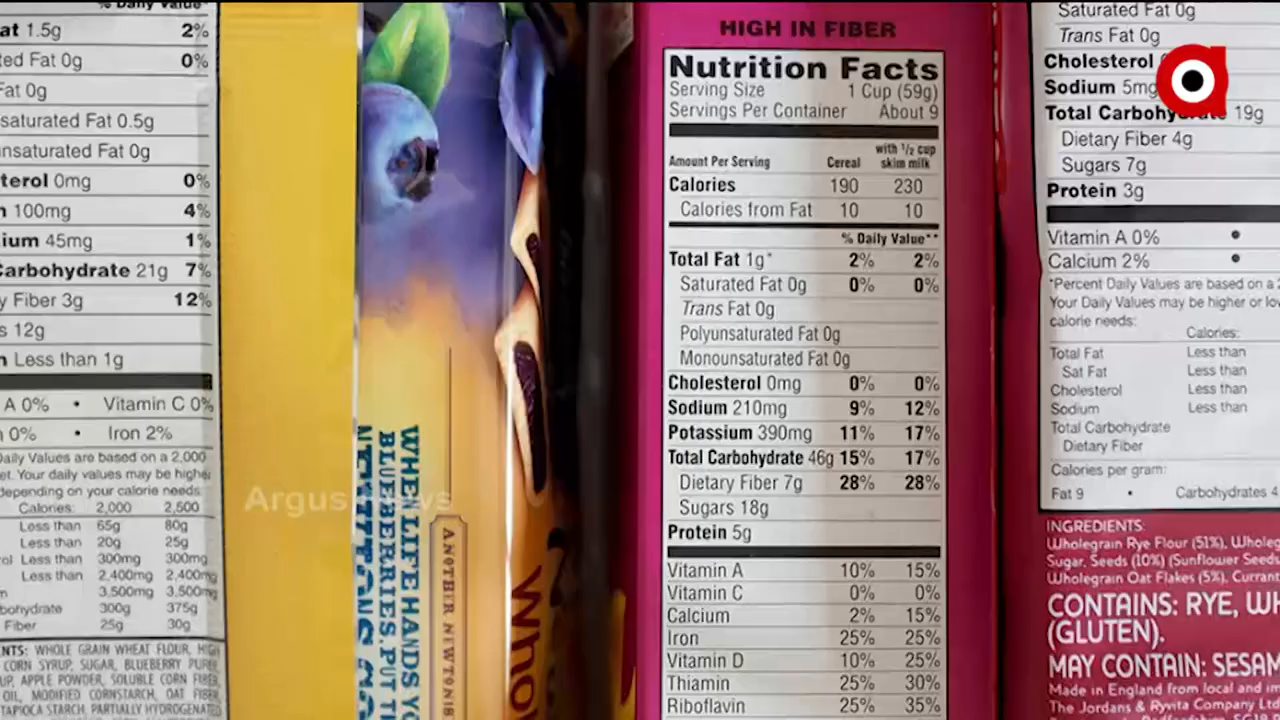 % Daily Value*
at 1.5g 2%
ted Fat 0g 0%
Fat 0g
saturated Fat 0.5g
nsaturated Fat 0g
terol 0mg 0%
n 100mg 4%
ium 45mg 1%
Carbohydrate 21g 7%
y Fiber 3g 12%
s 12g
n Less than 1g
A 0% • Vitamin C 0%
n 0% • Iron 2%
Daily Values are based on a 2,000
et. Your daily values may be higher
depending on your calorie needs
Calories: 2,000 2,500
Less than 65g 80g
Less than 20g 25g
rol Less than 300mg 300mg
Less than 2,400mg 2,400mg
m 3,500mg 3,500mg
bohydrate 300g 375g
Fiber 25g 30g
NTS: WHOLE GRAIN WHEAT FLOUR, HIGH
CORN SYRUP, SUGAR, BLUEBERRY PUREE,
UP, APPLE POWDER, SOLUBLE CORN FIBER
OIL, MODIFIED CORNSTARCH, OAT FIBER
TAPIOCA STARCH, PARTIALLY HYDROGENATED
Argus News
WHEN LIFE HANDS YO
BLUEBERRIES, PUT T
NEWTONS
ANOTHER NEWTONS
HIGH IN FIBER
Nutrition Facts
Serving Size 1 Cup (59g)
Servings Per Container About 9
Amount Per Serving Cereal with 1/2 cup skim milk
Calories 190 230
Calories from Fat 10 10
% Daily Value**
Total Fat 1g* 2% 2%
Saturated Fat 0g 0% 0%
Trans Fat 0g
Polyunsaturated Fat 0g
Monounsaturated Fat 0g
Cholesterol 0mg 0% 0%
Sodium 210mg 9% 12%
Potassium 390mg 11% 17%
Total Carbohydrate 46g 15% 17%
Dietary Fiber 7g 28% 28%
Sugars 18g
Protein 5g
Vitamin A 10% 15%
Vitamin C 0% 0%
Calcium 2% 15%
Iron 25% 25%
Vitamin D 10% 25%
Thiamin 25% 30%
Riboflavin 25% 35%
Saturated Fat 0g
Trans Fat 0g
Cholesterol
Sodium 5mg
Total Carbohydrate 19g
Dietary Fiber 4g
Sugars 7g
Protein 3g
Vitamin A 0% •
Calcium 2% •
*Percent Daily Values are based on a 2
Your Daily Values may be higher or low
calorie needs:
Calories:
Total Fat Less than
Sat Fat Less than
Cholesterol Less than
Sodium Less than
Total Carbohydrate
Dietary Fiber
Calories per gram:
Fat 9 • Carbohydrates 4
INGREDIENTS:
Wholegrain Rye Flour (51%), Wholeg
Sugar, Seeds (10%) (Sunflower Seeds
Wholegrain Oat Flakes (5%), Currant
CONTAINS: RYE, WH
(GLUTEN).
MAY CONTAIN: SESAM
Made in England from local and im
The Jordans & Ryvita Company Ltd